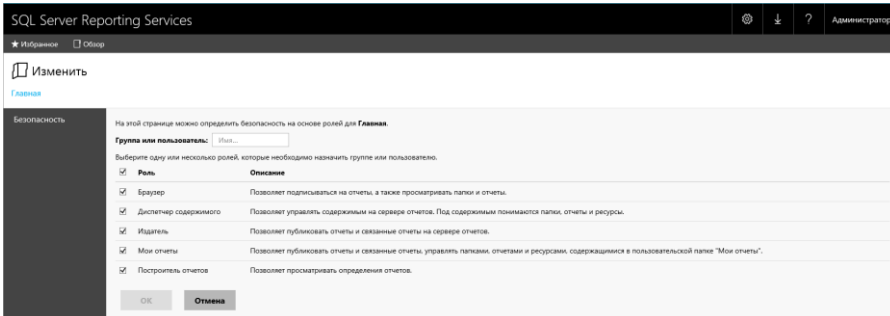 SQL Server Reporting Services
? Администратор
Избранное Обзор
Изменить
Главная
Безопасность
На этой странице можно определить безопасность на основе ролей для Главная.
Группа или пользователь: Имя...
Выберите одну или несколько ролей, которые необходимо назначить группе или пользователю.
Роль Описание
Браузер Позволяет подписываться на отчеты, а также просматривать папки и отчеты.
Диспетчер содержимого Позволяет управлять содержимым на сервере отчетов. Под содержимым понимаются папки, отчеты и ресурсы.
Издатель Позволяет публиковать отчеты и связанные отчеты на сервере отчетов.
Мои отчеты Позволяет публиковать отчеты и связанные отчеты, управлять папками, отчетами и ресурсами, содержащимися в пользовательской папке "Мои отчеты".
Построитель отчетов Позволяет просматривать определения отчетов.
ОК Отмена